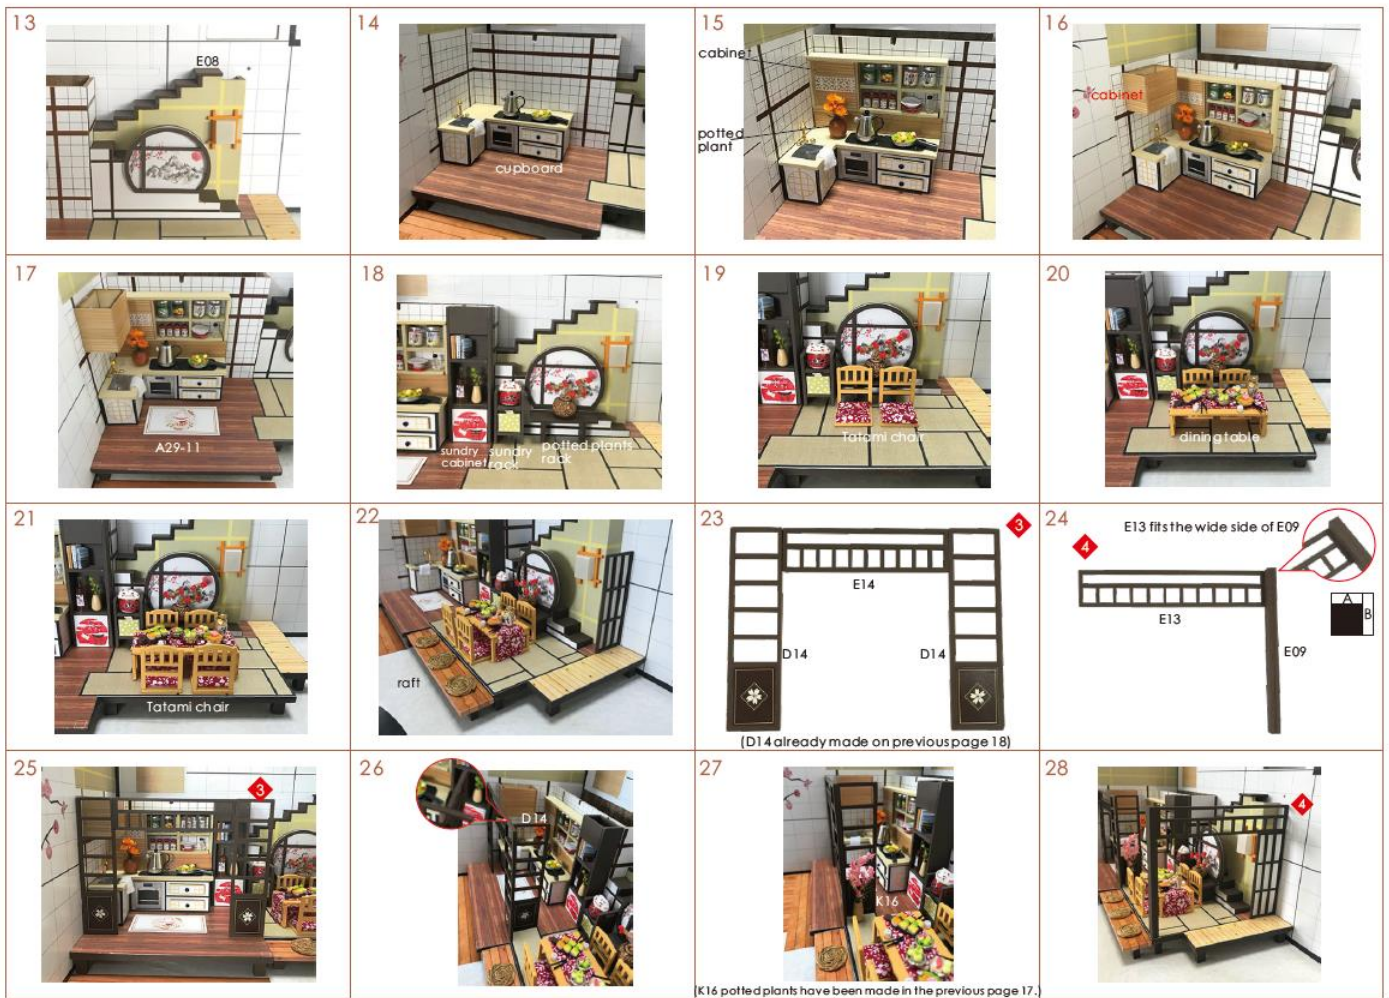 13
E08
14
cupboard
15
cabinet
potted
plant
16
cabinet
17
A29-11
18
sundry
cabinet
sundry
rack
potted plants
rack
19
Tatami chair
20
dining table
21
Tatami chair
22
raft
23
3
E14
D14
D14
(D14 already made on previous page 18)
24
E13 fits the wide side of E09
4
E13
A
B
E09
25
3
26
D14
27
K16
(K16 potted plants have been made in the previous page 17.)
28
4